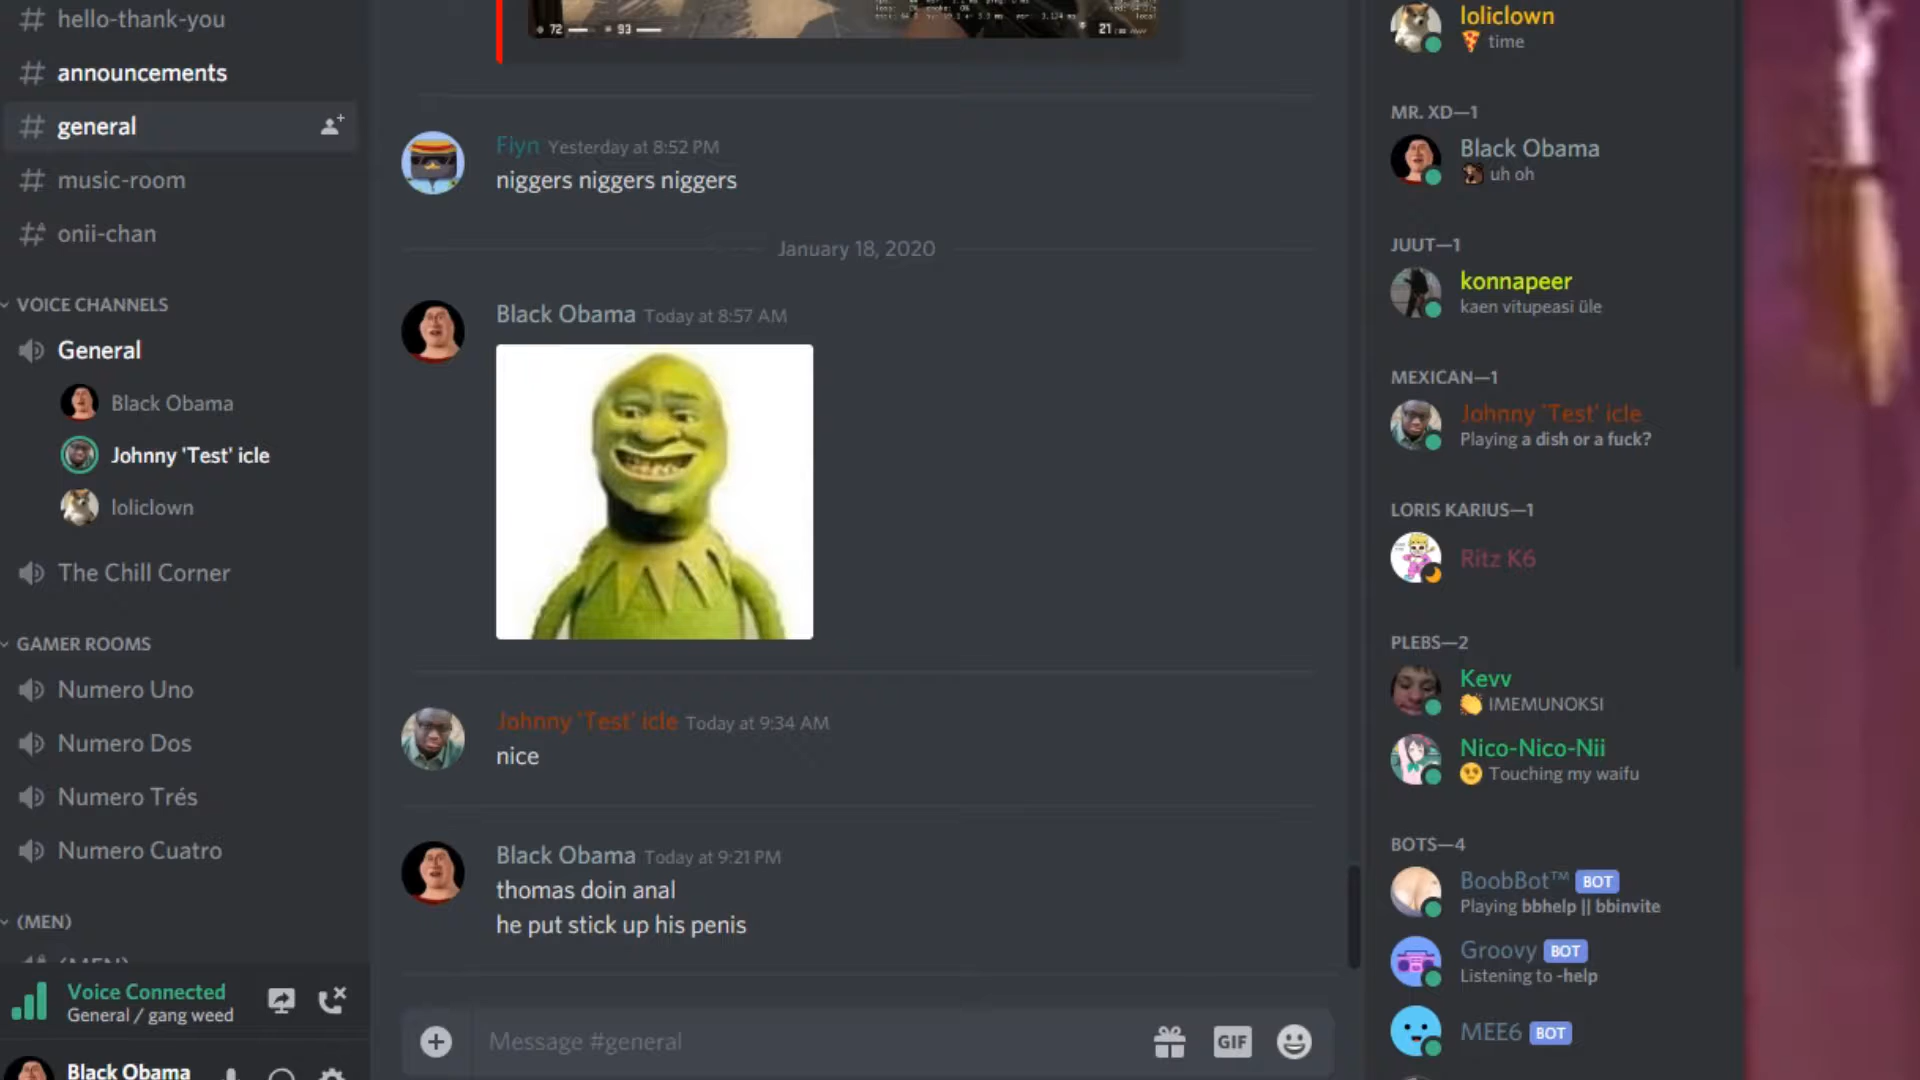 hello-thank-you
announcements
general
music-room
onii-chan
VOICE CHANNELS
General
Black Obama
Johnny 'Test' icle
loliclown
The Chill Corner
GAMER ROOMS
Numero Uno
Numero Dos
Numero Trés
Numero Cuatro
(MEN)
(MEN)
Voice Connected
General / gang weed
Black Obama
72 93 21
Fiyn Yesterday at 8:52 PM
niggers niggers niggers
January 18, 2020
Black Obama Today at 8:57 AM
Johnny 'Test' icle Today at 9:34 AM
nice
Black Obama Today at 9:21 PM
thomas doin anal
he put stick up his penis
Message #general
GIF
loliclown
time
MR. XD—1
Black Obama
uh oh
JUUT—1
konnapeer
kaen vitupeasi üle
MEXICAN—1
Johnny 'Test' icle
Playing a dish or a fuck?
LORIS KARIUS—1
Ritz K6
PLEBS—2
Kevv
IMEMUNOKSI
Nico-Nico-Nii
Touching my waifu
BOTS—4
BoobBot™ BOT
Playing bbhelp || bbinvite
Groovy BOT
Listening to -help
MEE6 BOT